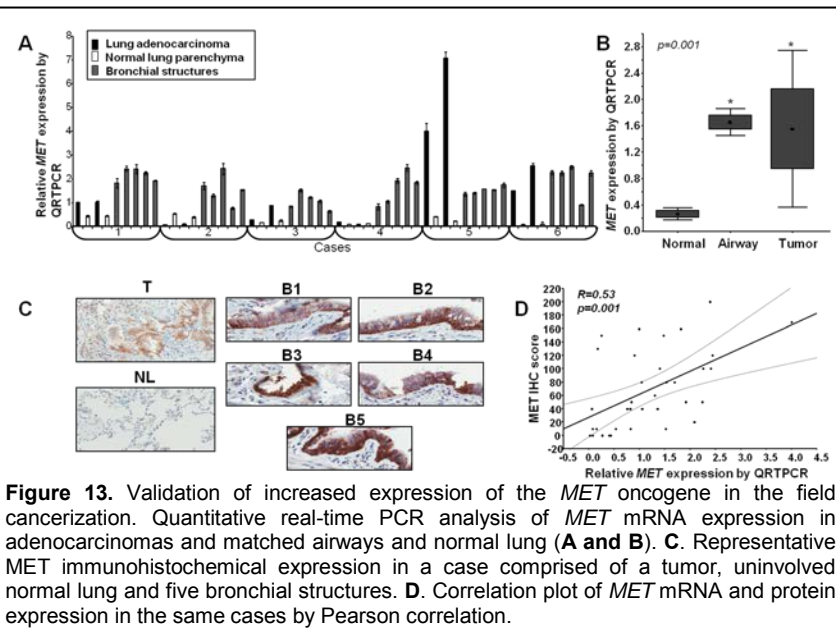 A
Relative MET expression by
QRTPCR
8
7
6
5
4
3
2
1
0
Lung adenocarcinoma
Normal lung parenchyma
Bronchial structures
1 2 3 4 5 6
Cases
B
MET expression by QRTPCR
p=0.001
2.8
2.4
2.0
1.6
1.2
0.8
0.4
0.0
*
*
Normal Airway Tumor
C
T
B1
B2
NL
B3
B4
B5
D
MET IHC score
220
200
180
160
140
120
100
80
60
40
20
0
-20
R=0.53
p=0.001
-0.5 0.0 0.5 1.0 1.5 2.0 2.5 3.0 3.5 4.0 4.5
Relative MET expression by QRTPCR
Figure 13. Validation of increased expression of the MET oncogene in the field
cancerization. Quantitative real-time PCR analysis of MET mRNA expression in
adenocarcinomas and matched airways and normal lung (A and B). C. Representative
MET immunohistochemical expression in a case comprised of a tumor, uninvolved
normal lung and five bronchial structures. D. Correlation plot of MET mRNA and protein
expression in the same cases by Pearson correlation.